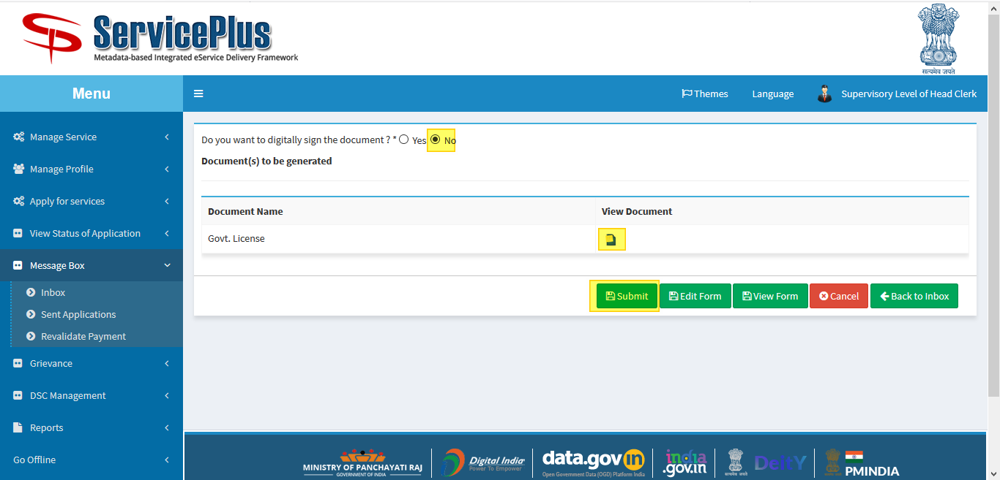 ServicePlus
Metadata-based Integrated eService Delivery Framework
सत्यमेव जयते
Menu
Themes
Language
Supervisory Level of Head Clerk
Manage Service
Manage Profile
Apply for services
View Status of Application
Message Box
Inbox
Sent Applications
Revalidate Payment
Grievance
DSC Management
Reports
Go Offline
Do you want to digitally sign the document ? * Yes No
Document(s) to be generated
Document Name View Document
Govt. License
Submit Edit Form View Form Cancel Back to Inbox
MINISTRY OF PANCHAYATI RAJ
GOVERNMENT OF INDIA
Digital India
Power To Empower
data.gov in
Open Government Data (OGD) Platform India
india
.gov.in
सत्यमेव जयते
DeitY
PMINDIA